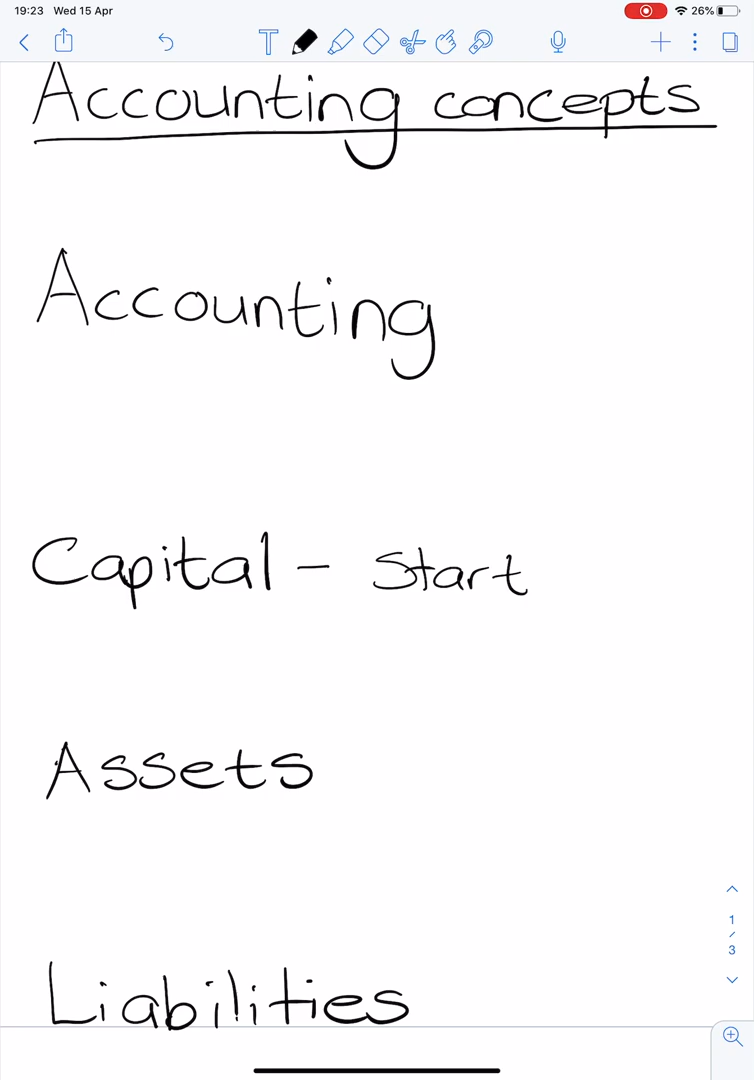 19:23 Wed 15 Apr 26%
T
Accounting concepts
Accounting
Capital - Start
Assets
Liabilities
1
/
3